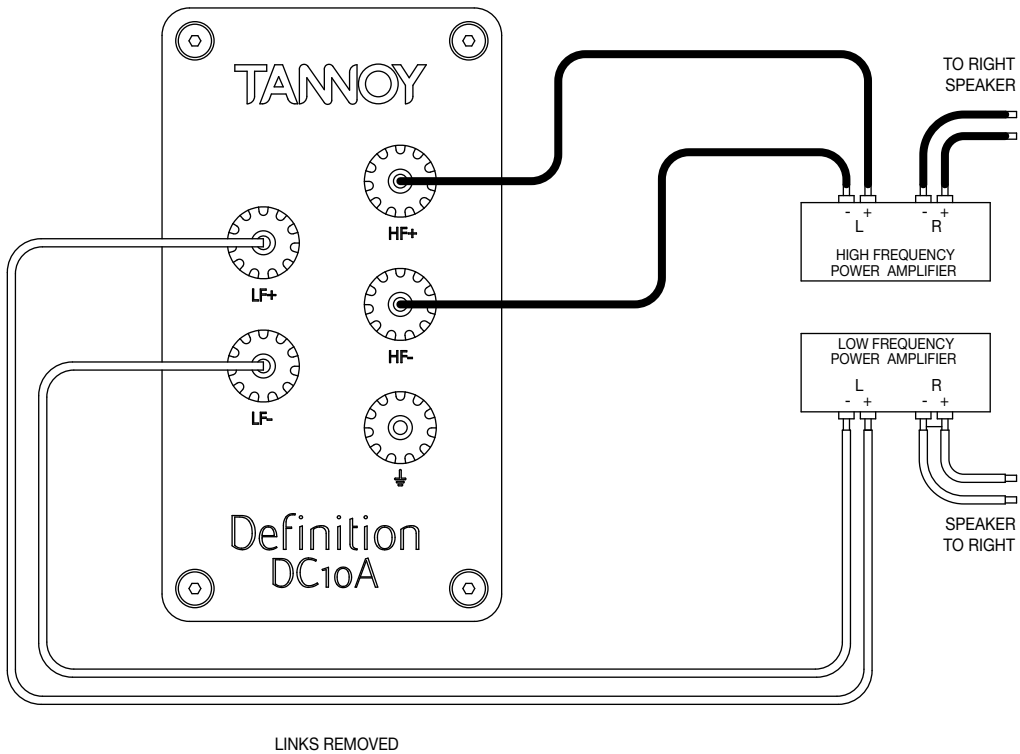 TANNOY
HF+
LF+
HF-
LF-
Definition
DC10A
TO RIGHT
SPEAKER
- + - +
L R
HIGH FREQUENCY
POWER AMPLIFIER
LOW FREQUENCY
POWER AMPLIFIER
L R
- + - +
SPEAKER
TO RIGHT
LINKS REMOVED